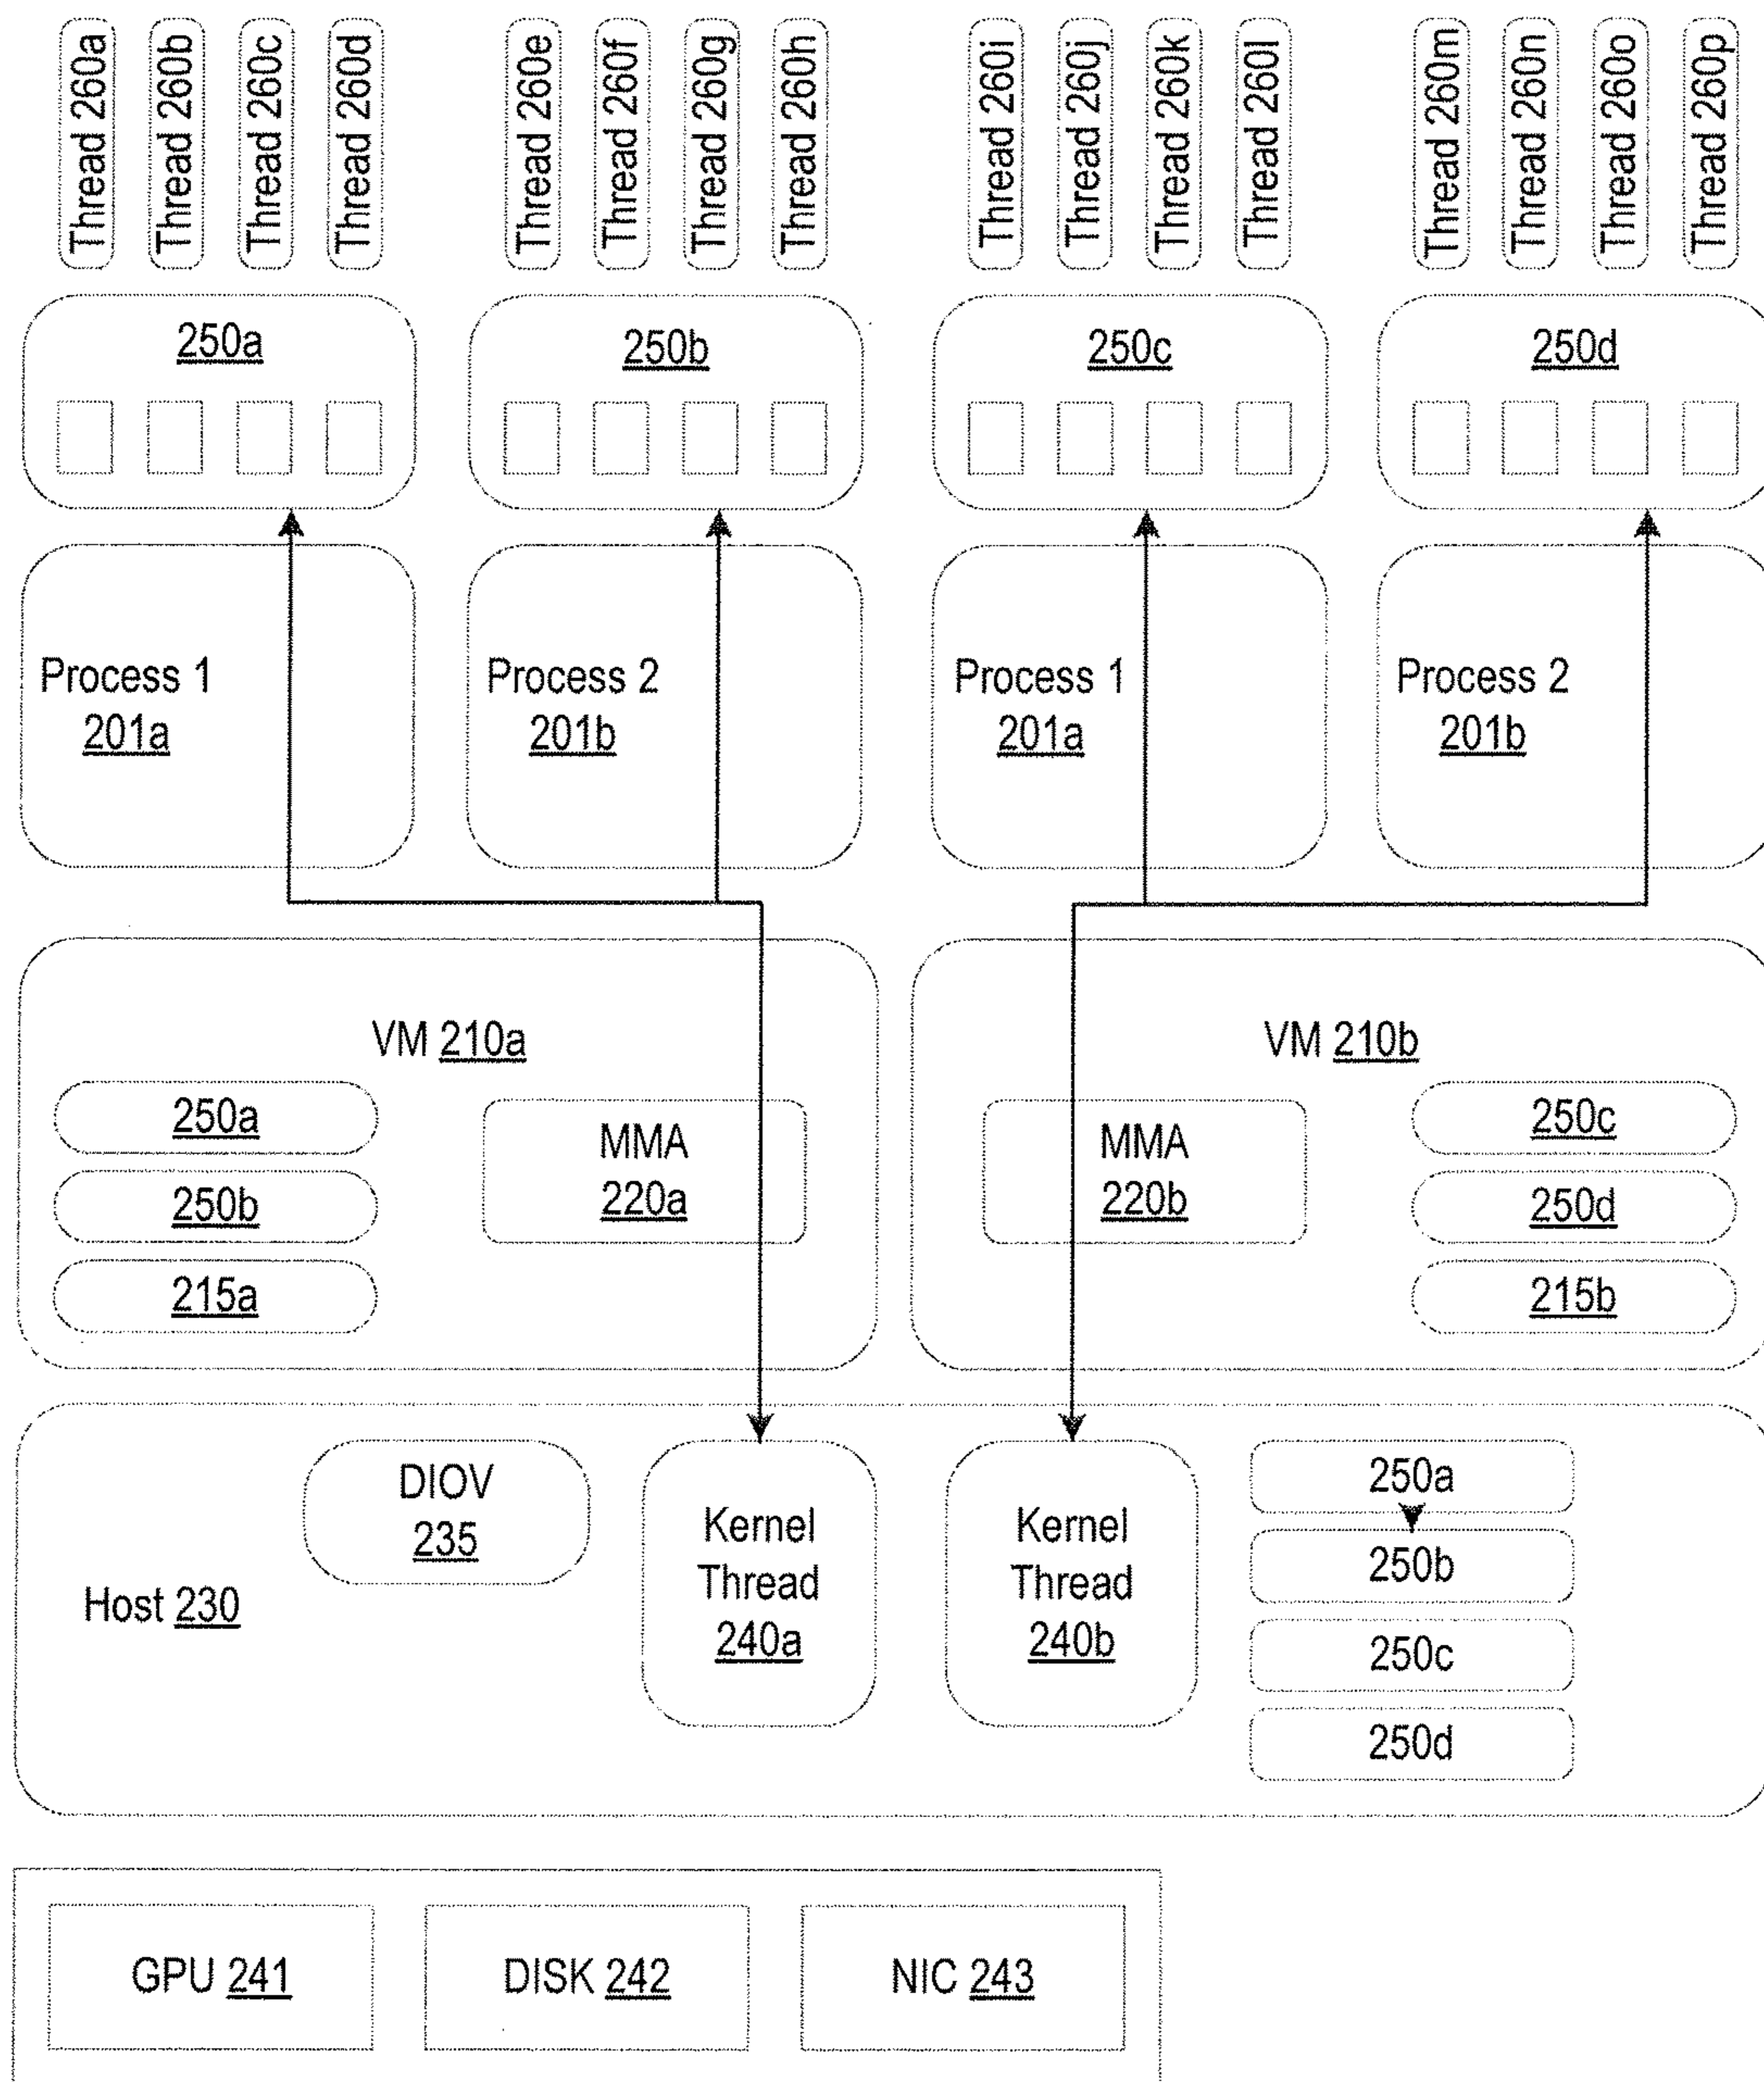 Thread 260a
Thread 260b
Thread 260c
Thread 260d
Thread 260e
Thread 260f
Thread 260g
Thread 260h
Thread 260i
Thread 260j
Thread 260k
Thread 260l
Thread 260m
Thread 260n
Thread 260o
Thread 260p
250a
250b
250c
250d
Process 1
201a
Process 2
201b
Process 1
201a
Process 2
201b
VM 210a
250a
250b
215a
MMA
220a
VM 210b
MMA
220b
250c
250d
215b
Host 230
DIOV
235
Kernel
Thread
240a
Kernel
Thread
240b
250a
250b
250c
250d
GPU 241
DISK 242
NIC 243